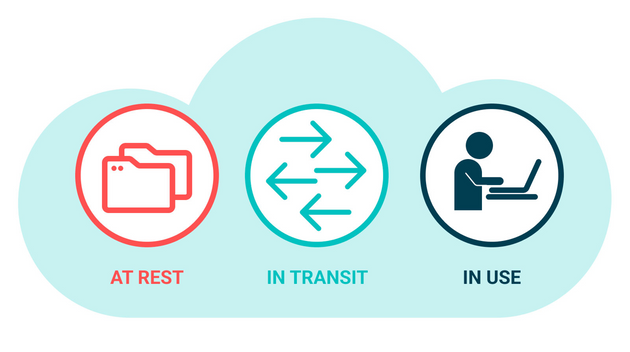 AT REST
IN TRANSIT
IN USE